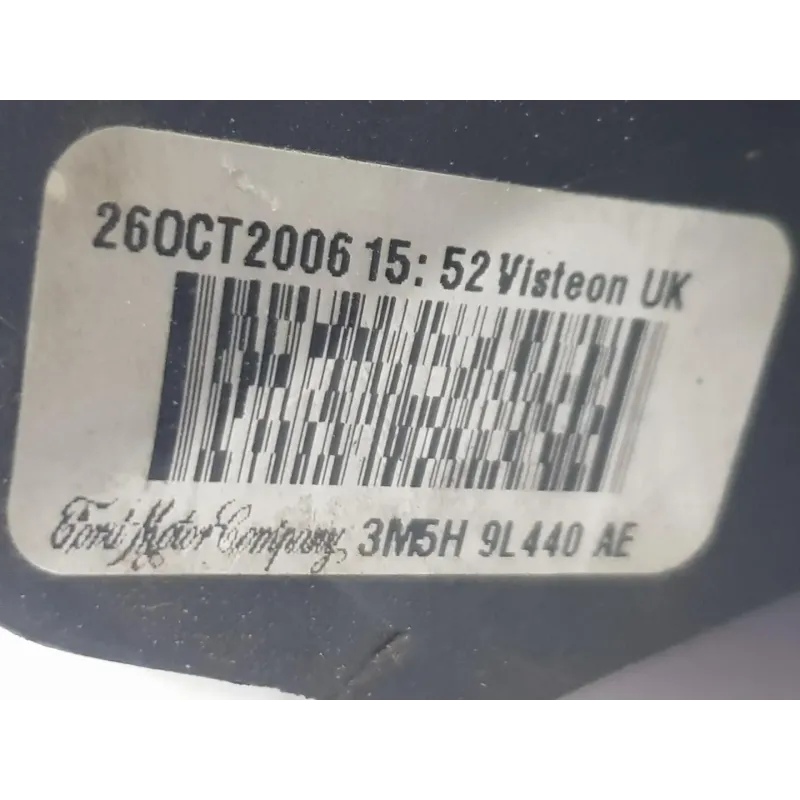 26OCT2006 15:52 Visteon UK
Ford Motor Company 3M5H 9L440 AE